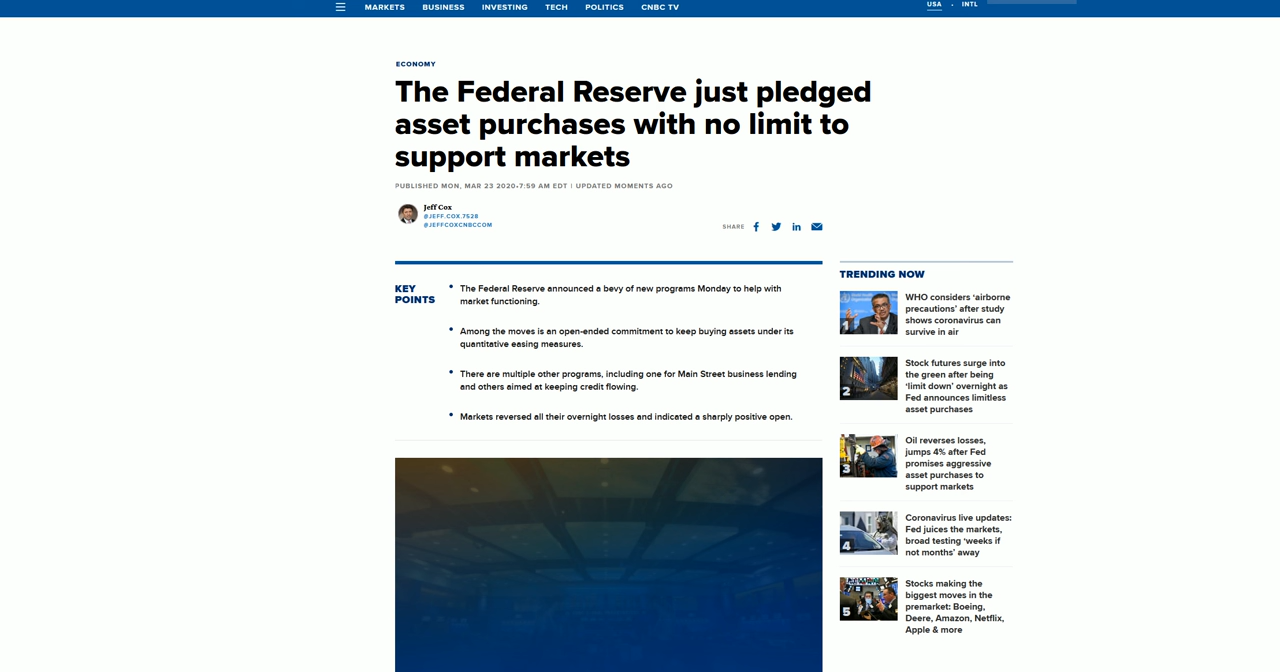 MARKETS BUSINESS INVESTING TECH POLITICS CNBC TV USA INTL
ECONOMY
The Federal Reserve just pledged
asset purchases with no limit to
support markets
PUBLISHED MON, MAR 23 2020•7:59 AM EDT | UPDATED MOMENTS AGO
Jeff Cox
@JEFF.COX.7528
@JEFFCOXCNBCCOM
SHARE
KEY
POINTS
• The Federal Reserve announced a bevy of new programs Monday to help with
market functioning.
• Among the moves is an open-ended commitment to keep buying assets under its
quantitative easing measures.
• There are multiple other programs, including one for Main Street business lending
and others aimed at keeping credit flowing.
• Markets reversed all their overnight losses and indicated a sharply positive open.
TRENDING NOW
WHO considers ‘airborne
precautions’ after study
shows coronavirus can
survive in air
2
Stock futures surge into
the green after being
‘limit down’ overnight as
Fed announces limitless
asset purchases
3
Oil reverses losses,
jumps 4% after Fed
promises aggressive
asset purchases to
support markets
4
Coronavirus live updates:
Fed juices the markets,
broad testing ‘weeks if
not months’ away
5
Stocks making the
biggest moves in the
premarket: Boeing,
Deere, Amazon, Netflix,
Apple & more